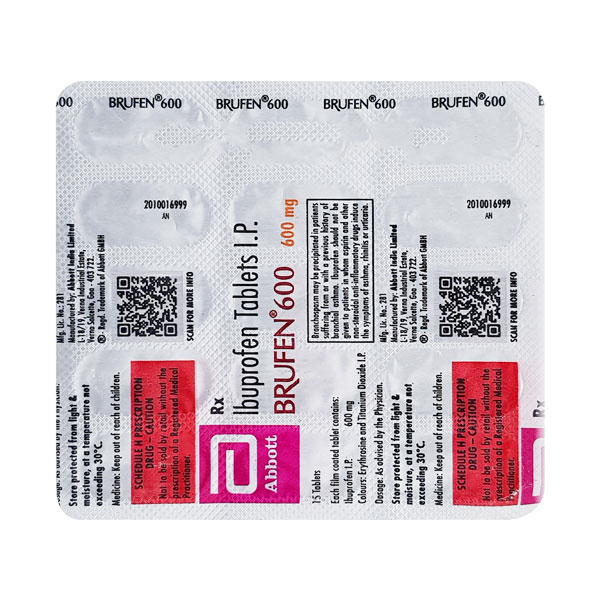 00
BRUFEN®600
BRUFEN®600
BRUFEN®600
BRUFEN®600
B
2010016999
AN
2010016999
AN
Mfg. Lic. No.: 281
Manufactured by: Abbott India Limited
L-18/19, Verna Industrial Estate,
Verna Salcette, Goa - 403 722.
® Regd. Trademark of Abbott GMBH
SCAN FOR MORE INFO
Store protected from light &
moisture, at a temperature not
exceeding 30°C.
Medicine: Keep out of reach of children.
SCHEDULE H PRESCRIPTION
DRUG – CAUTION
Not to be sold by retail without the
prescription of a Registered Medical
Practitioner.
Rx
Ibuprofen Tablets I.P.
BRUFEN®600 600 mg
Abbott
Bronchospasm may be precipitated in patients
suffering from or with a previous history of
bronchial asthma. Ibuprofen should not be
given to patients in whom aspirin and other
non-steroidal anti-inflammatory drugs induce
the symptoms of asthma, rhinitis or urticaria.
15 Tablets
Each film coated tablet contains:
Ibuprofen I.P. 600 mg
Colours: Erythrosine and Titanium Dioxide I.P.
Dosage: As advised by the Physician.
Store protected from light &
moisture, at a temperature not
exceeding 30°C.
Medicine: Keep out of reach of children.
Mfg. Lic. No.: 281
Manufactured by: Abbott India Limited
L-18/19, Verna Industrial Estate,
Verna Salcette, Goa - 403 722.
® Regd. Trademark of Abbott GMBH
SCAN FOR MORE INFO
SCHEDULE H PRESCRIPTION
DRUG – CAUTION
Not to be sold by retail without the
prescription of a Registered Medical
Practitioner.
Rx